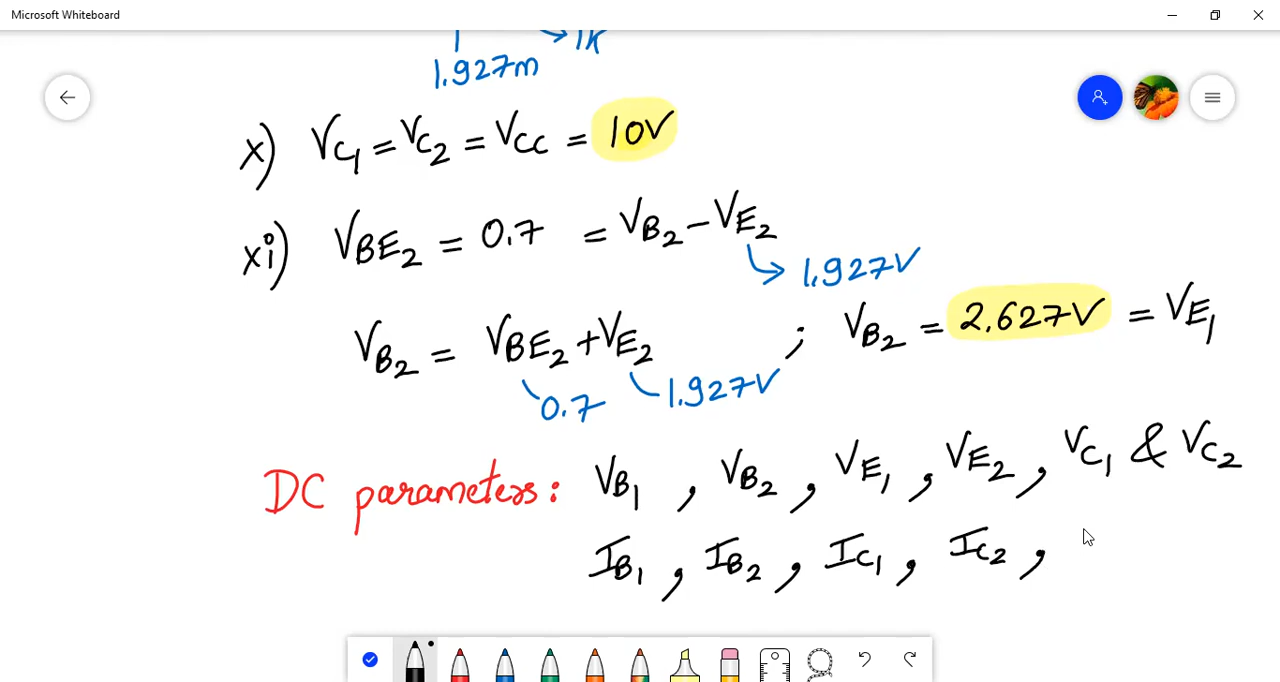 Microsoft Whiteboard
1.927m → 1K
x) VC1 = VC2 = VCC = 10V
xi) VBE2 = 0.7 = VB2 - VE2
→ 1.927V
VB2 = VBE2 + VE2 ; VB2 = 2.627V = VE1
0.7 1.927V
DC parameters: VB1 , VB2 , VE1 , VE2 , VC1 & VC2
IB1 , IB2 , IC1 , IC2 ,